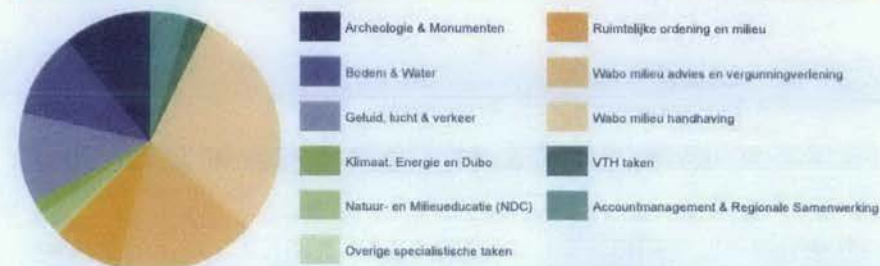 Archeologie & Monumenten
Bodem & Water
Geluid, lucht & verkeer
Klimaat. Energie en Dubo
Natuur- en Milieueducatie (NDC)
Overige specialistische taken
Ruimtelijke ordening en milieu
Wabo milieu advies en vergunningverlening
Wabo milieu handhaving
VTH taken
Accountmanagement & Regionale Samenwerking